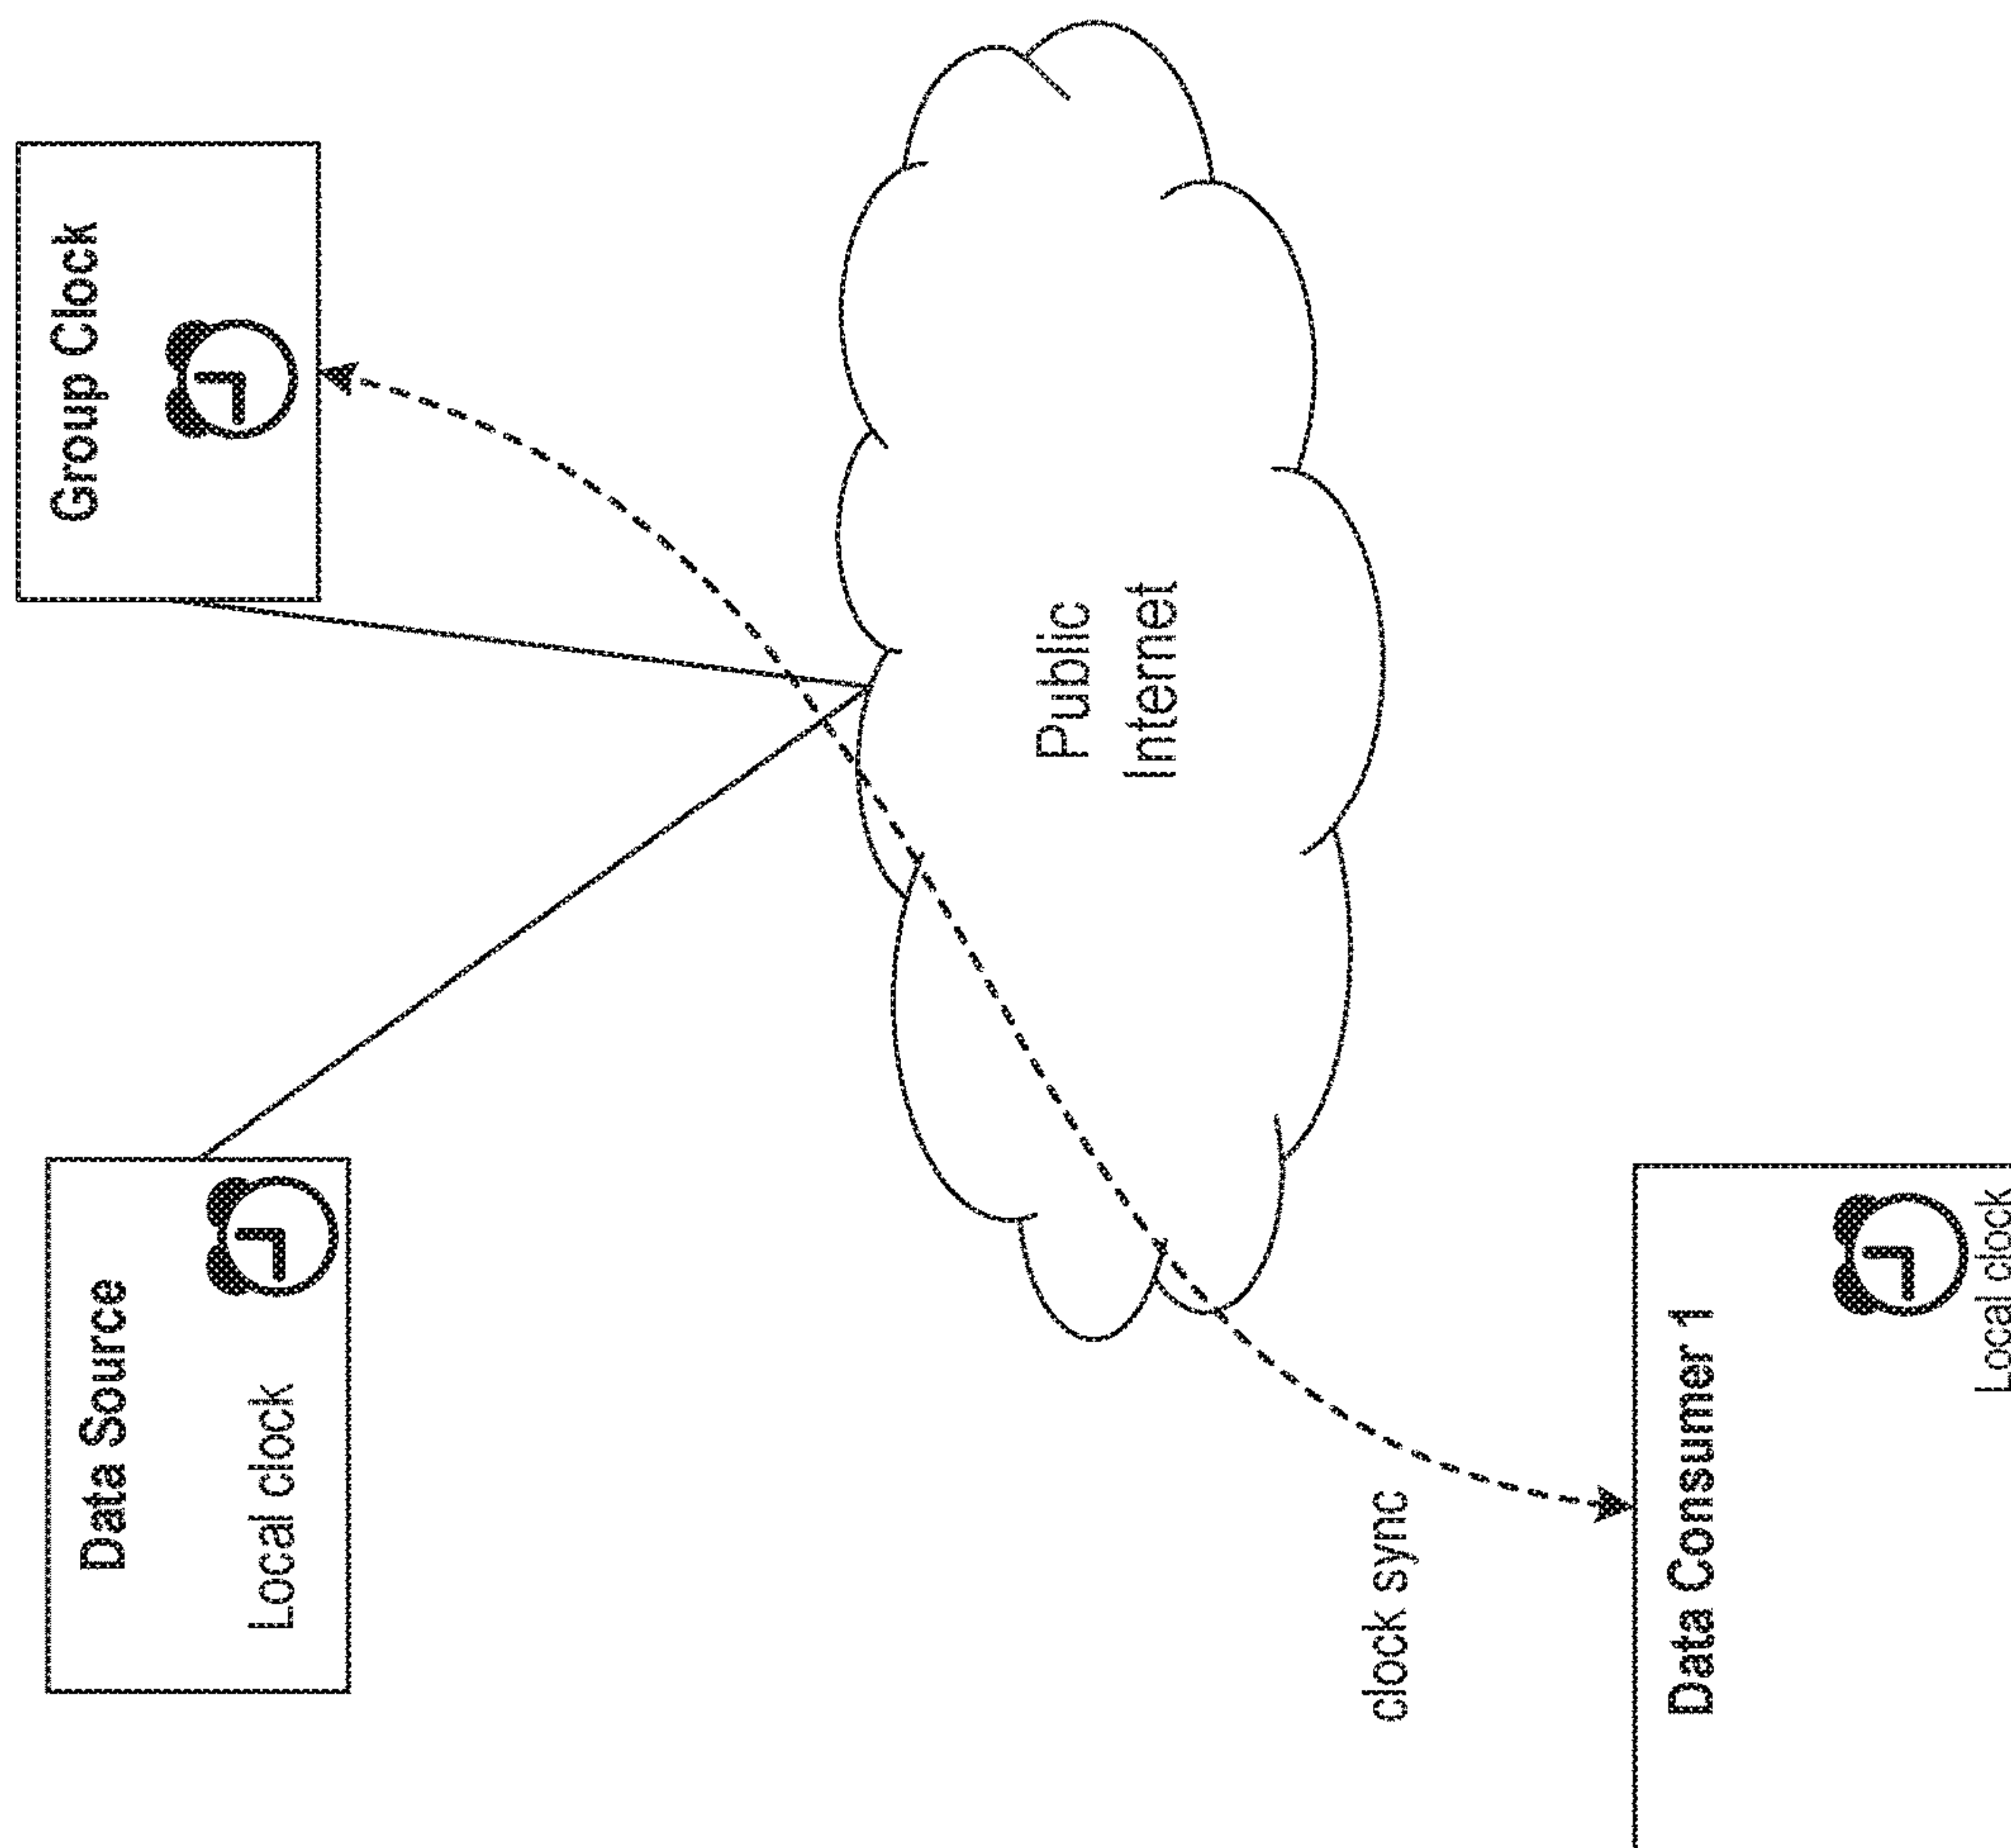 Data Source
Local clock
Group Clock
Public
Internet
clock sync
Data Consumer 1
Local clock